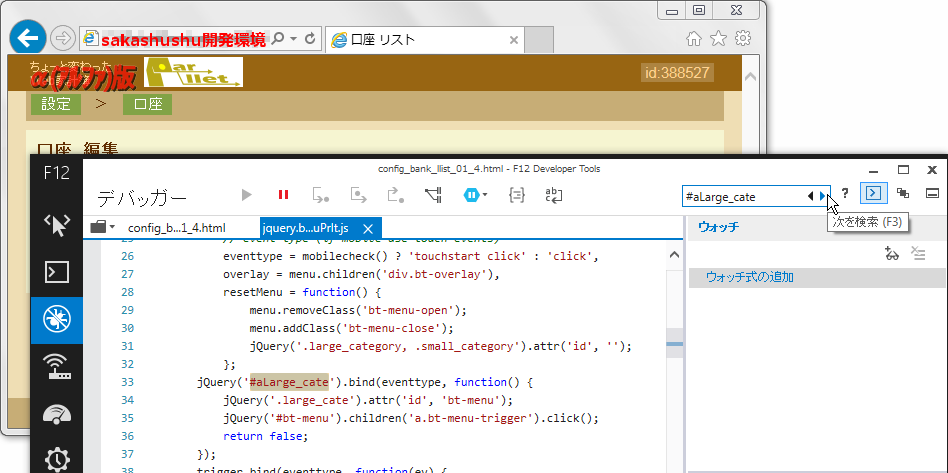 sakashushu開発環境
口座 リスト
ちょっと変わった
α(アルファ)版
Par
llet
id:388527
設定 > 口座
口座 編集
config_bank_llist_01_4.html - F12 Developer Tools
F12
デバッガー
#aLarge_cate
?
次を検索 (F3)
config_b...1_4.html
jquery.b...uPrlt.js
ウォッチ
ウォッチ式の追加
26 eventtype = mobilecheck() ? 'touchstart click' : 'click',
27 overlay = menu.children('div.bt-overlay'),
28 resetMenu = function() {
29 menu.removeClass('bt-menu-open');
30 menu.addClass('bt-menu-close');
31 jQuery('.large_category, .small_category').attr('id', '');
32 };
33 jQuery('#aLarge_cate').bind(eventtype, function() {
34 jQuery('.large_cate').attr('id', 'bt-menu');
35 jQuery('#bt-menu').children('a.bt-menu-trigger').click();
36 return false;
37 });
38 trigger.bind(eventtype, function(ev) {